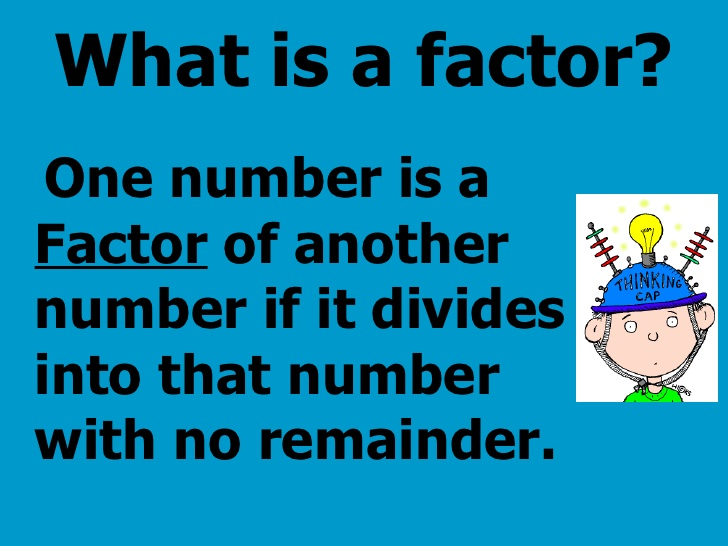 What is a factor?
One number is a
Factor of another
number if it divides
into that number
with no remainder.
THINKING
CAP